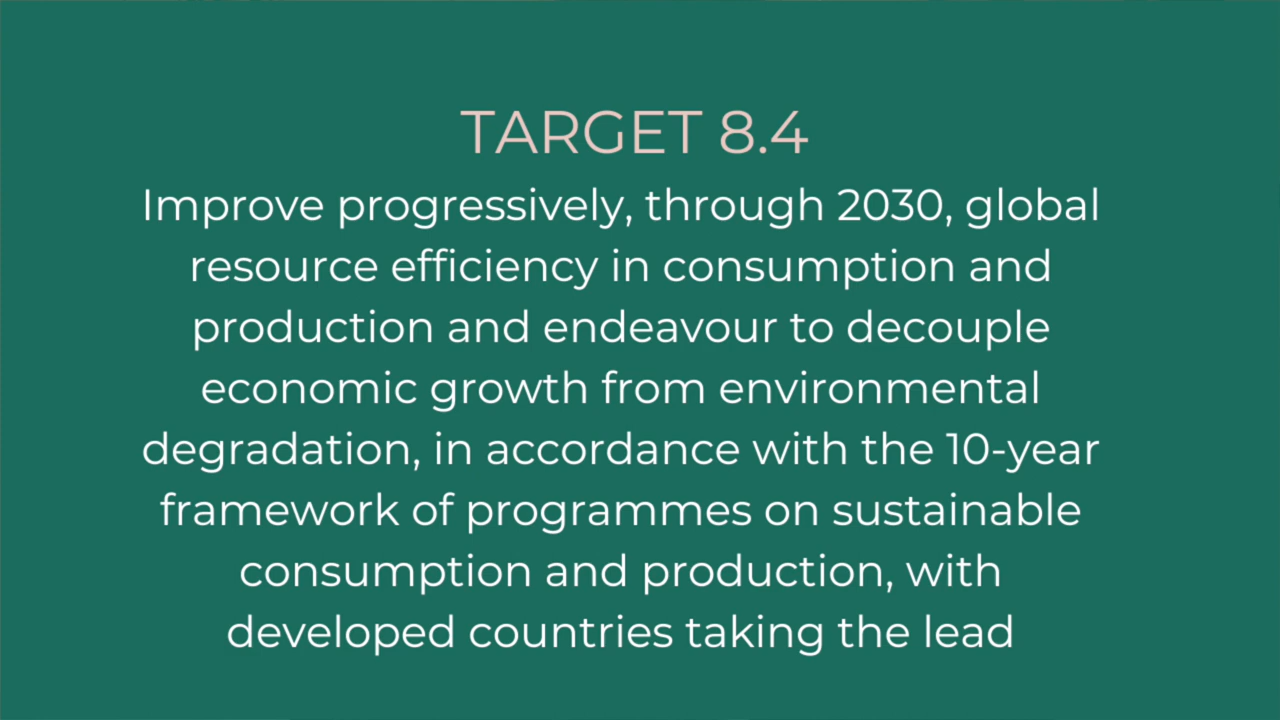 TARGET 8.4
Improve progressively, through 2030, global
resource efficiency in consumption and
production and endeavour to decouple
economic growth from environmental
degradation, in accordance with the 10-year
framework of programmes on sustainable
consumption and production, with
developed countries taking the lead